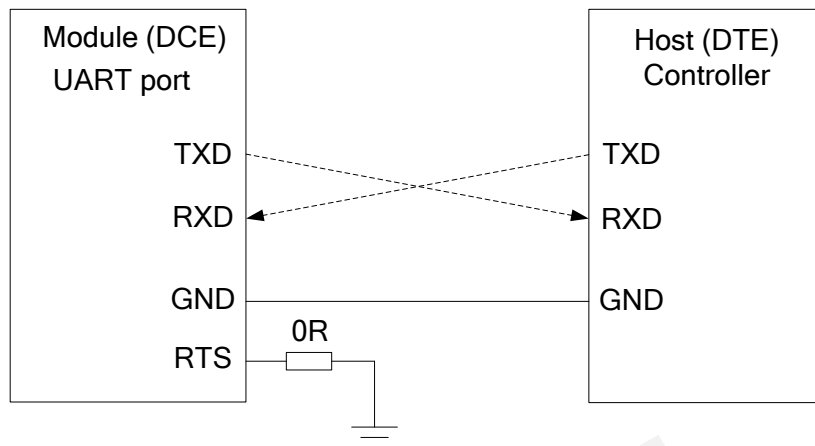 Module (DCE)
UART port
Host (DTE)
Controller
TXD
TXD
RXD
RXD
GND
GND
0R
RTS